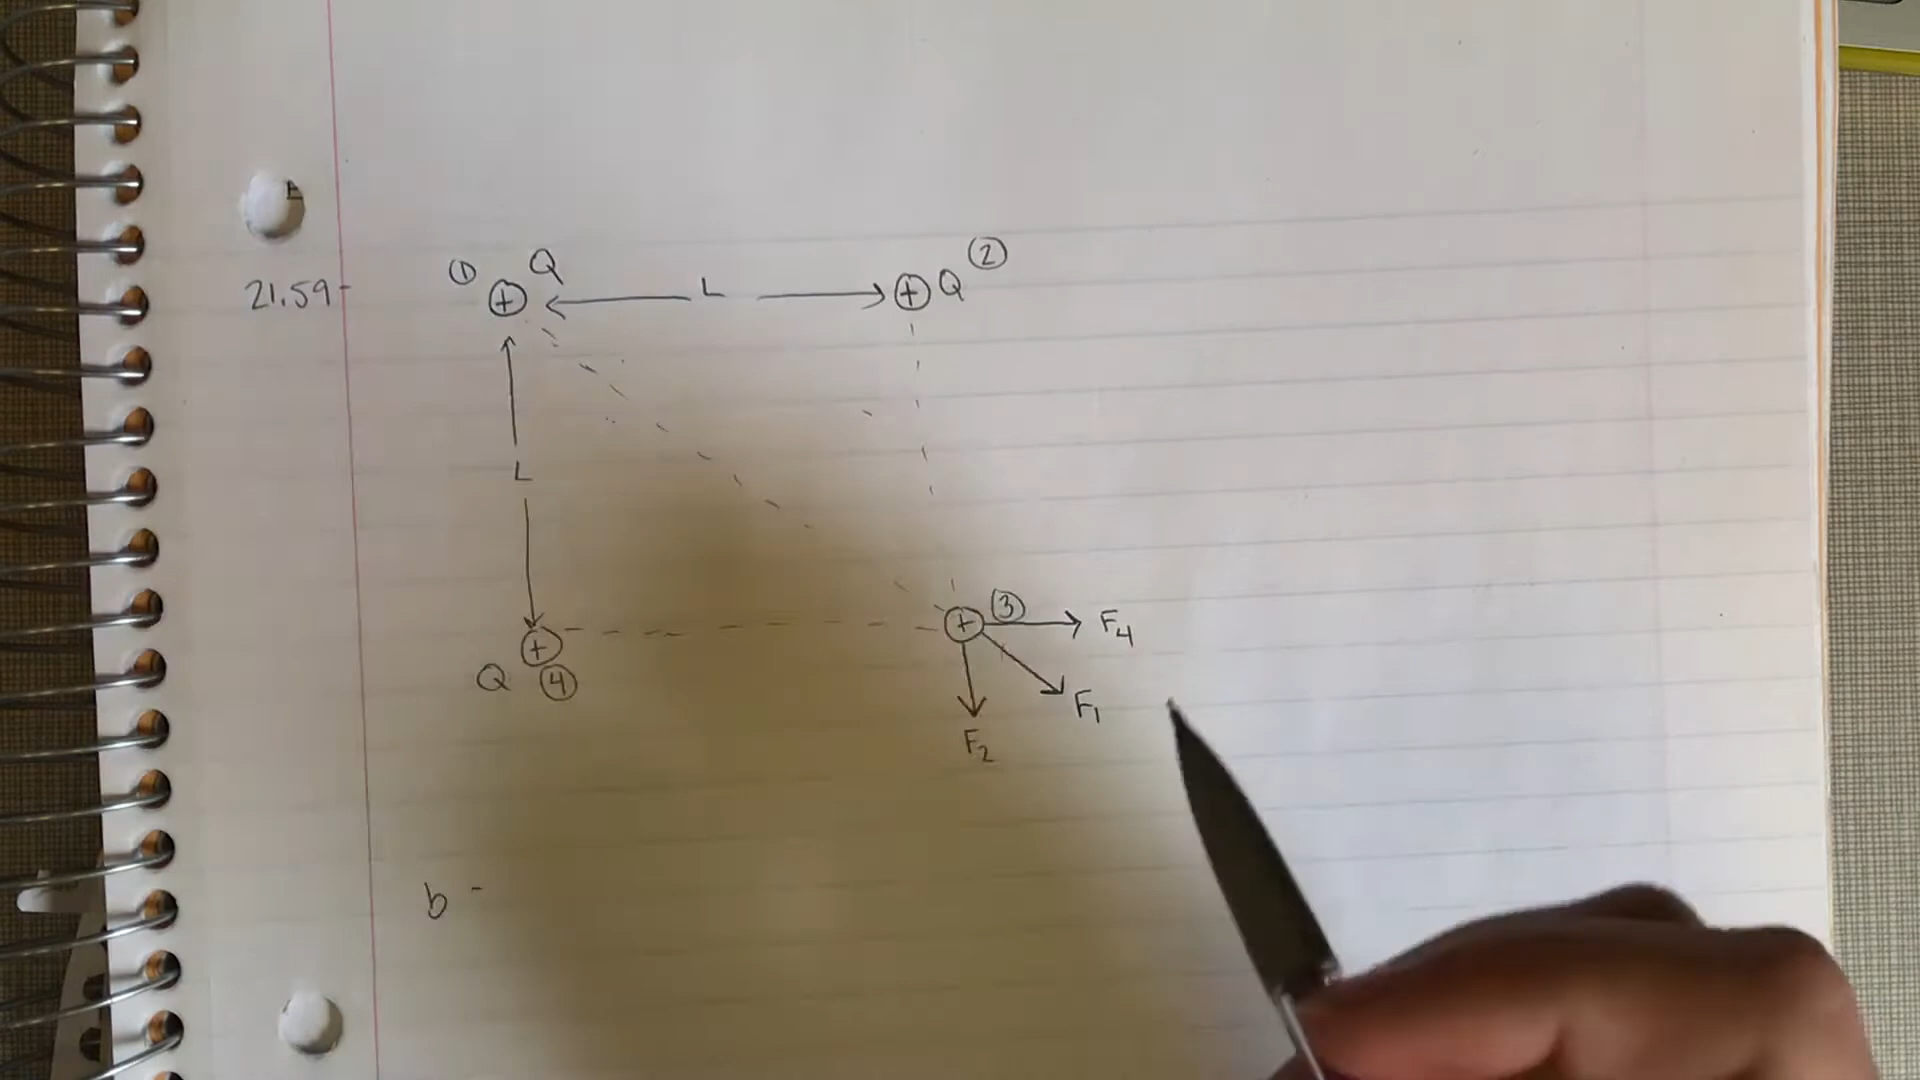 ① Q
②
21.59-
⊕ L ⊕ Q
L
⊕ ③ F₄
⊕
Q ④
F₁
F₂
b -